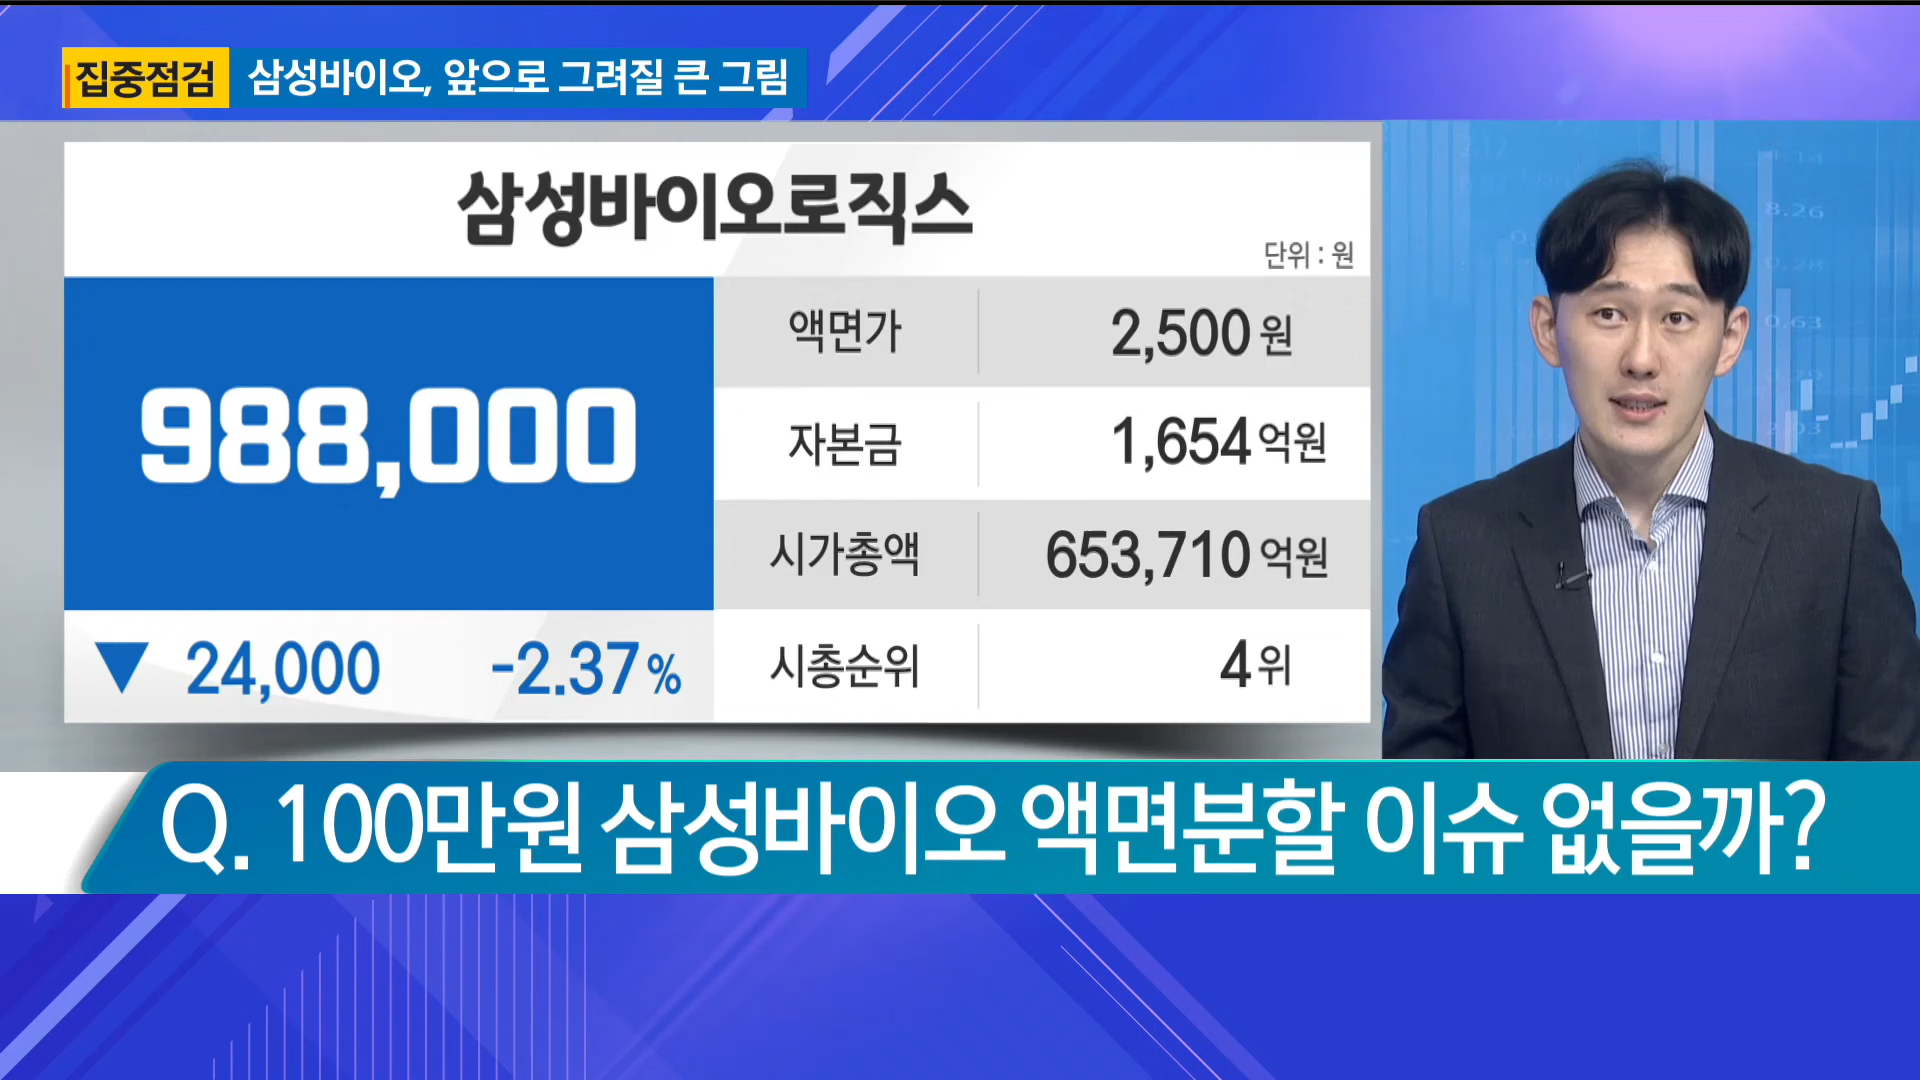 집중점검 삼성바이오, 앞으로 그려질 큰 그림
삼성바이오로직스
단위 : 원
988,000
▼ 24,000 -2.37%
액면가 2,500원
자본금 1,654억원
시가총액 653,710억원
시총순위 4위
Q. 100만원 삼성바이오 액면분할 이슈 없을까?
8.26
0.63